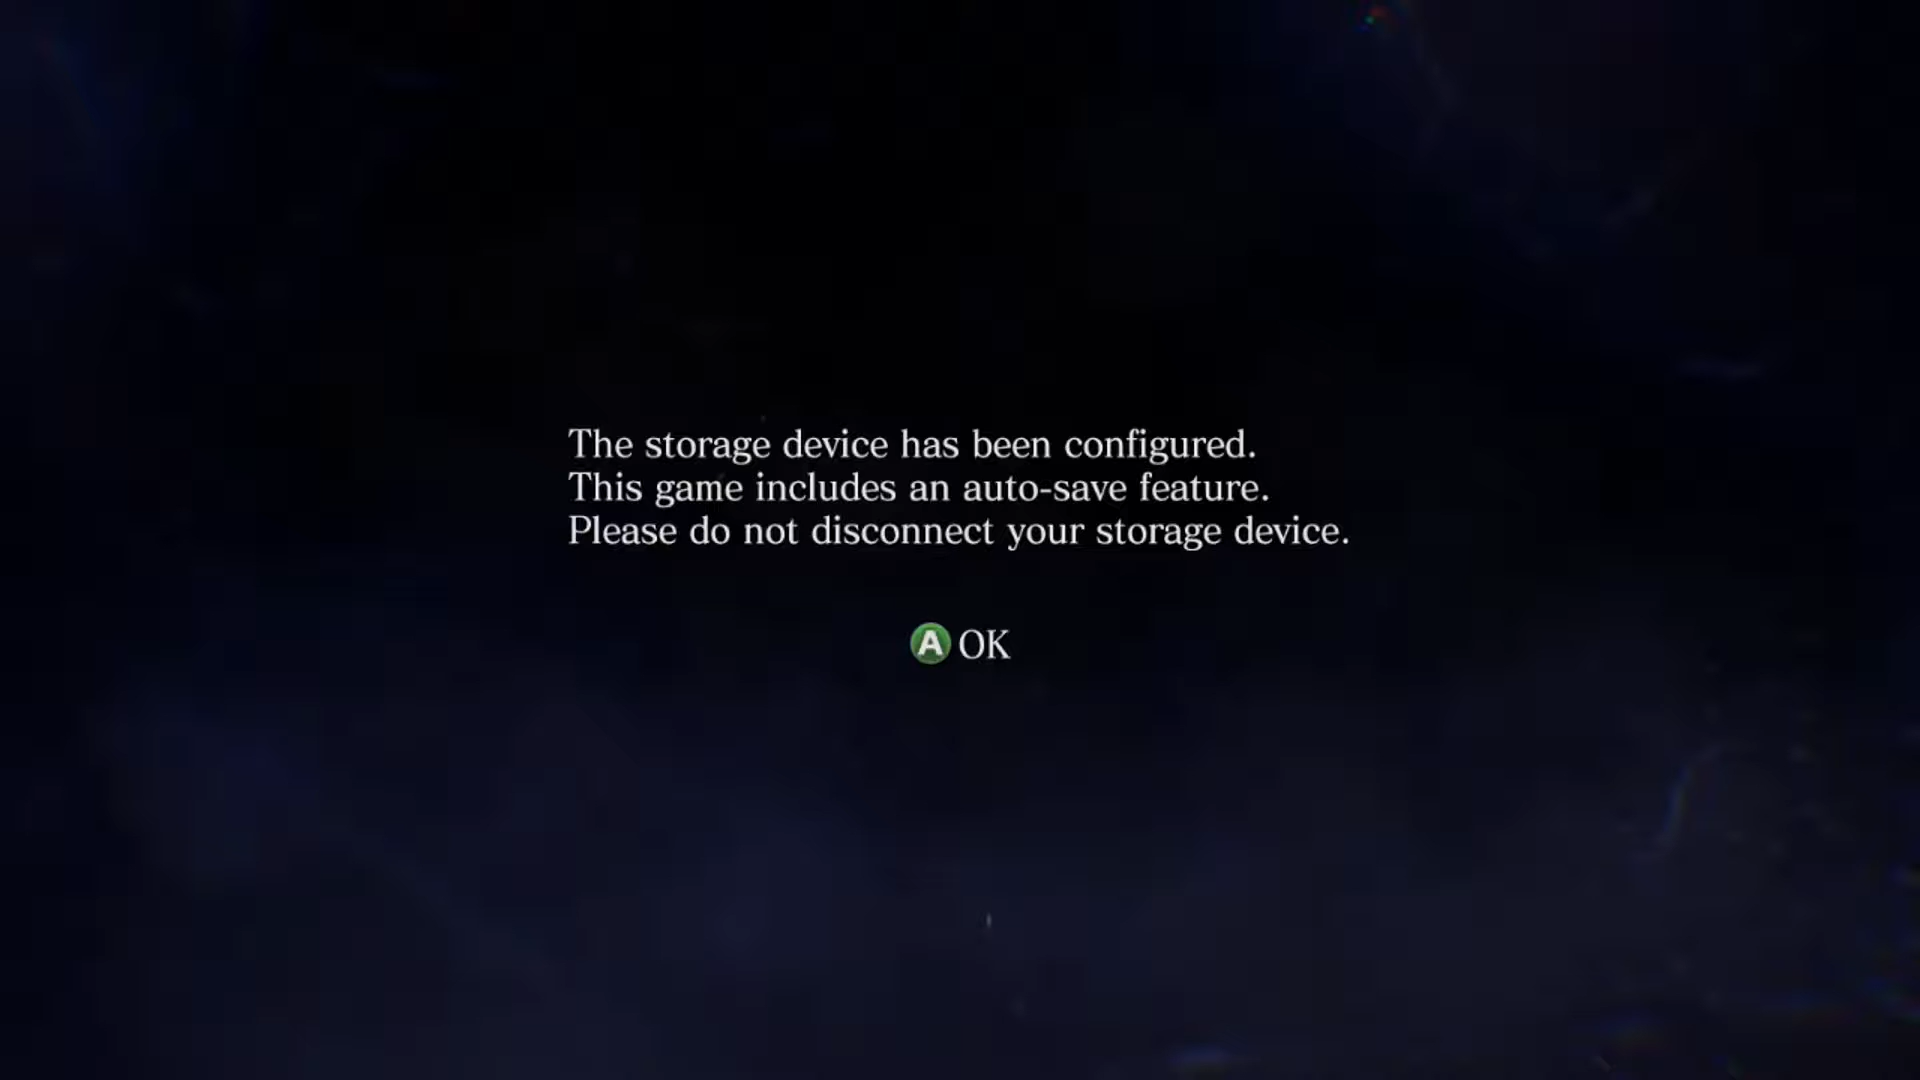 The storage device has been configured.
This game includes an auto-save feature.
Please do not disconnect your storage device.
A OK